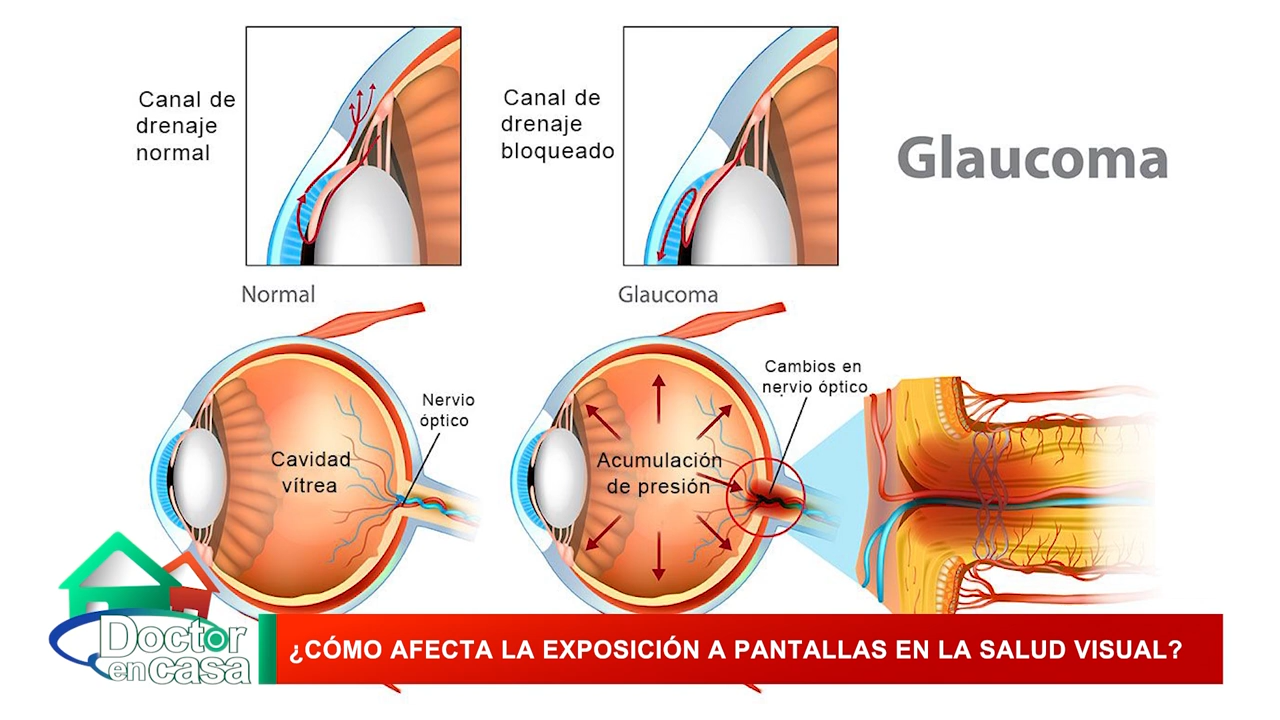 Canal de
drenaje
normal
Canal de
drenaje
bloqueado
Glaucoma
Normal
Glaucoma
Nervio
óptico
Cavidad
vítrea
Cambios en
nervio óptico
Acumulación
de presión
Doctor
en casa
¿CÓMO AFECTA LA EXPOSICIÓN A PANTALLAS EN LA SALUD VISUAL?